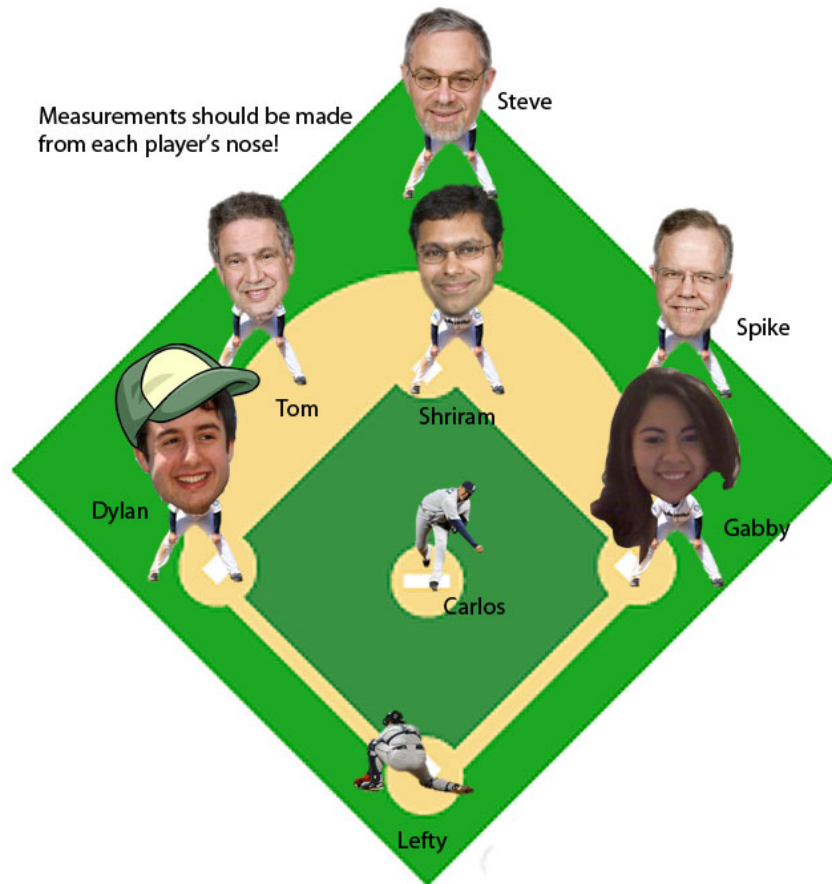 Steve
Measurements should be made
from each player's nose!
Spike
Tom
Shriram
Dylan
Gabby
Carlos
Lefty